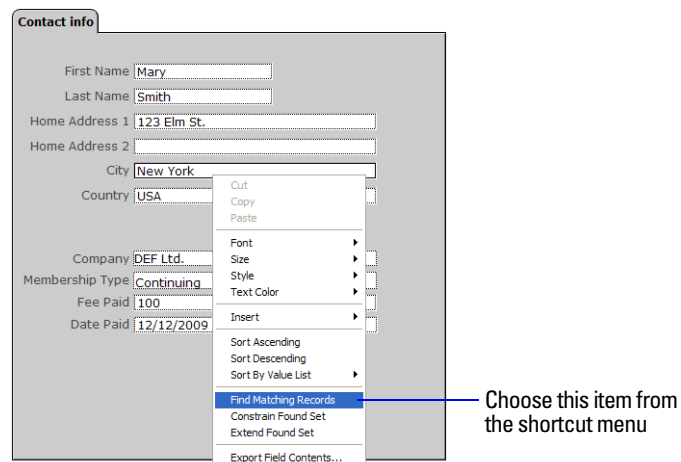 Contact info
First Name Mary
Last Name Smith
Home Address 1 123 Elm St.
Home Address 2
City New York
Country USA
Company DEF Ltd.
Membership Type Continuing
Fee Paid 100
Date Paid 12/12/2009
Cut
Copy
Paste
Font
Size
Style
Text Color
Insert
Sort Ascending
Sort Descending
Sort By Value List
Find Matching Records
Constrain Found Set
Extend Found Set
Export Field Contents...
Choose this item from
the shortcut menu